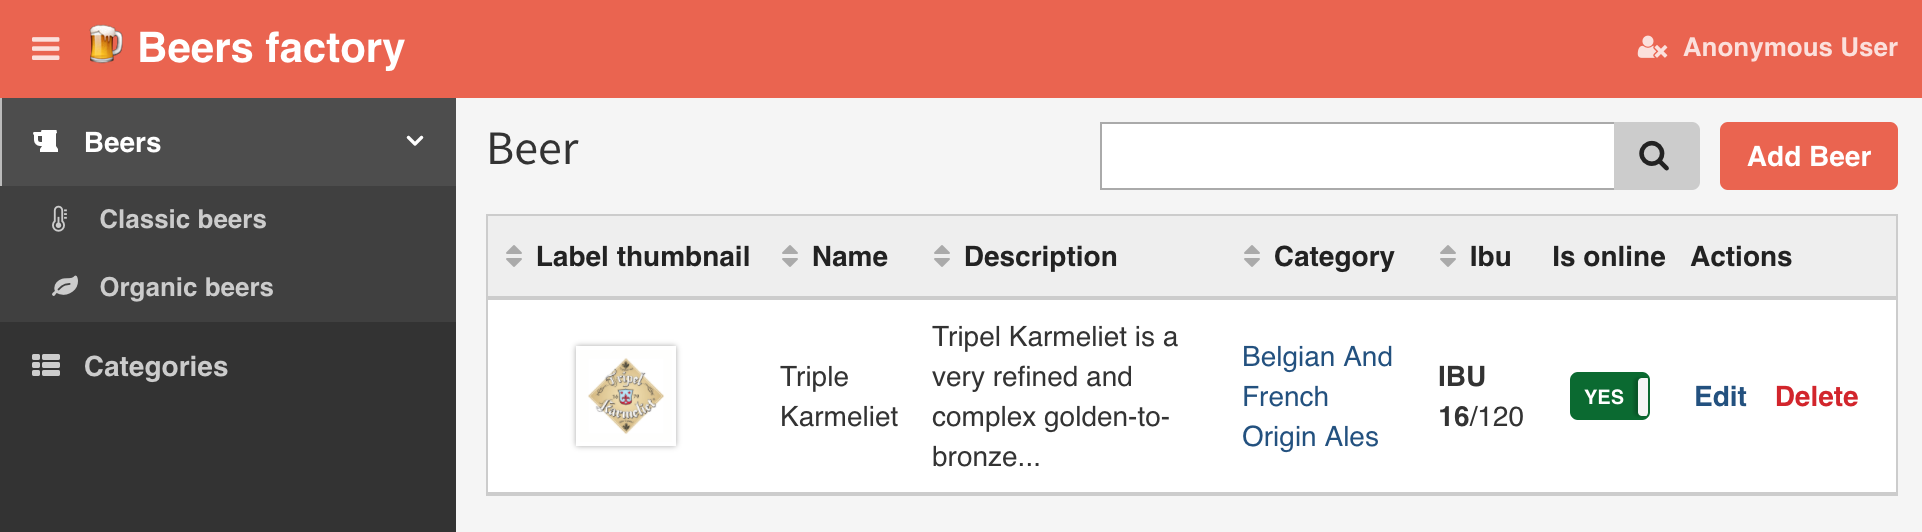 Beers factory
Anonymous User
Beers
Classic beers
Organic beers
Categories
Beer
Add Beer
Label thumbnail Name Description Category Ibu Is online Actions
Tripel Karmeliet
Triple
Karmeliet
Tripel Karmeliet is a
very refined and
complex golden-to-
bronze...
Belgian And
French
Origin Ales
IBU
16/120
YES
Edit Delete